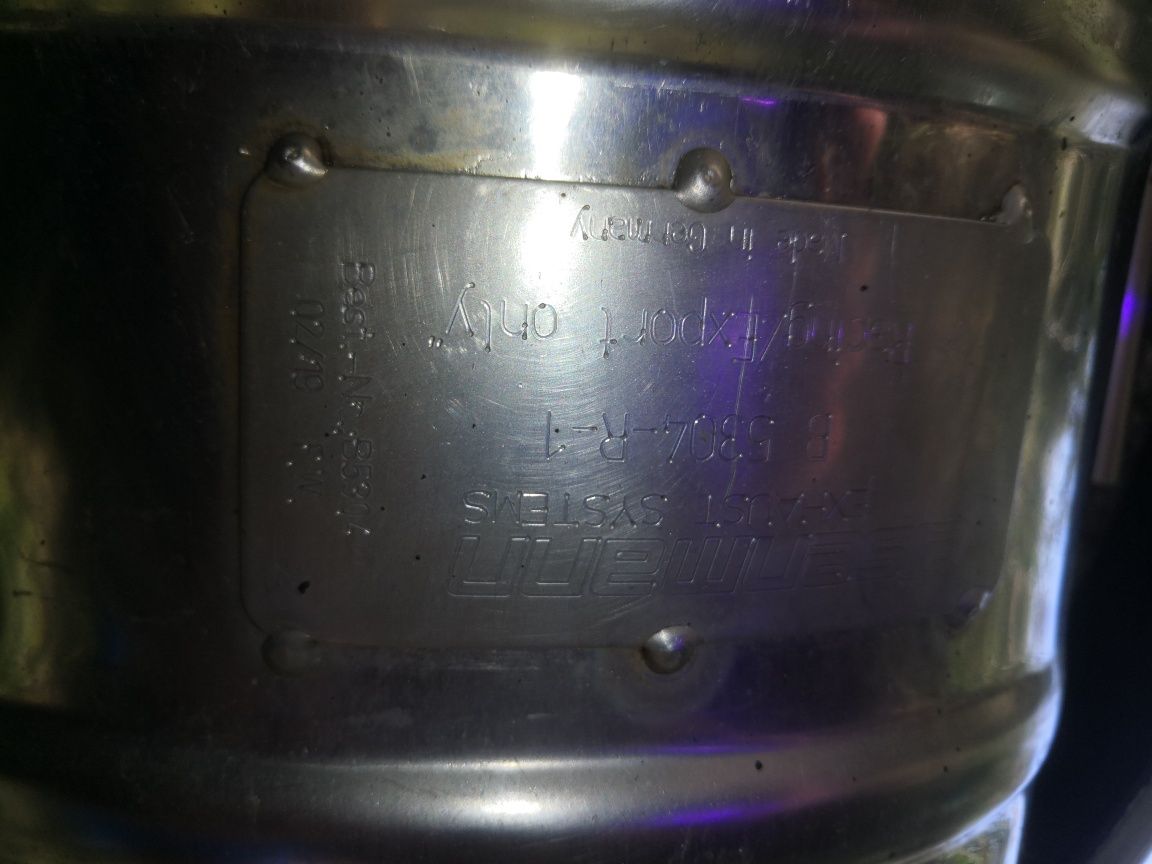 Eisenmann
EXHAUST SYSTEMS
B 5304-R-1
"Racing/Export only"
Made in Germany
Best.-Nr. B5304
02/19